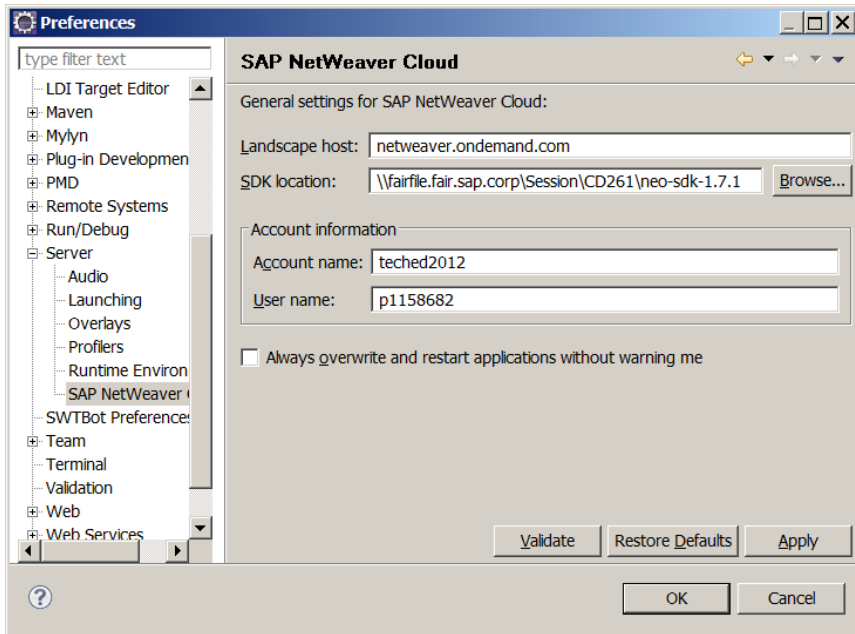 Preferences
type filter text
LDI Target Editor
Maven
Mylyn
Plug-in Developmen
PMD
Remote Systems
Run/Debug
Server
Audio
Launching
Overlays
Profilers
Runtime Environ
SAP NetWeaver
SWTBot Preferences
Team
Terminal
Validation
Web
Web Services
SAP NetWeaver Cloud
General settings for SAP NetWeaver Cloud:
Landscape host: netweaver.ondemand.com
SDK location: \\fairfile.fair.sap.corp\Session\CD261\neo-sdk-1.7.1 Browse...
Account information
Account name: teched2012
User name: p1158682
Always overwrite and restart applications without warning me
Validate Restore Defaults Apply
? OK Cancel